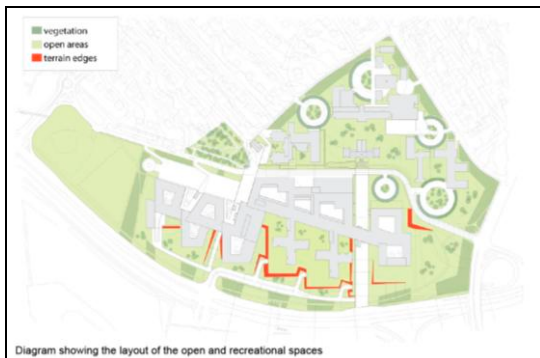 vegetation
open areas
terrain edges
Diagram showing the layout of the open and recreational spaces